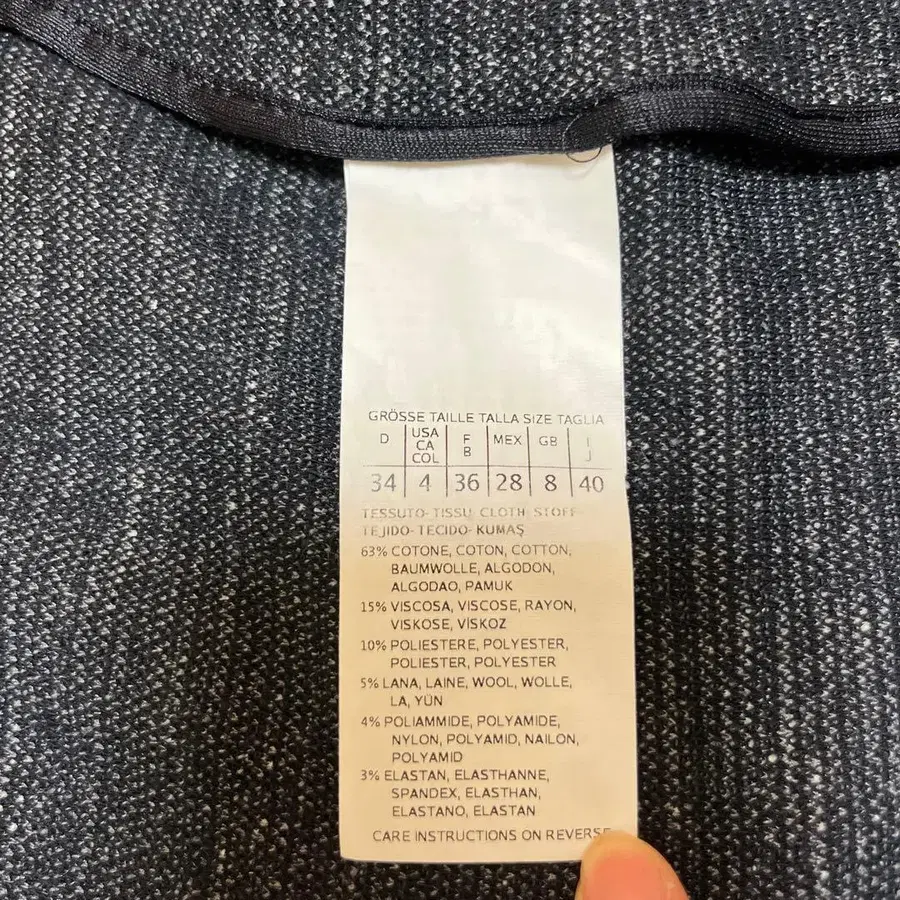 GRÖSSE TAILLE TALLA SIZE TAGLIA
D USA CA COL F B MEX GB I J
34 4 36 28 8 40
TESSUTO-TISSU-CLOTH-STOFF-
TEJIDO-TECIDO-KUMAŞ
63% COTONE, COTON, COTTON,
BAUMWOLLE, ALGODON,
ALGODAO, PAMUK
15% VISCOSA, VISCOSE, RAYON,
VISKOSE, VİSKOZ
10% POLIESTERE, POLYESTER,
POLIESTER, POLYESTER
5% LANA, LAINE, WOOL, WOLLE,
LA, YÜN
4% POLIAMMIDE, POLYAMIDE,
NYLON, POLYAMID, NAILON,
POLYAMID
3% ELASTAN, ELASTHANNE,
SPANDEX, ELASTHAN,
ELASTANO, ELASTAN
CARE INSTRUCTIONS ON REVERSE